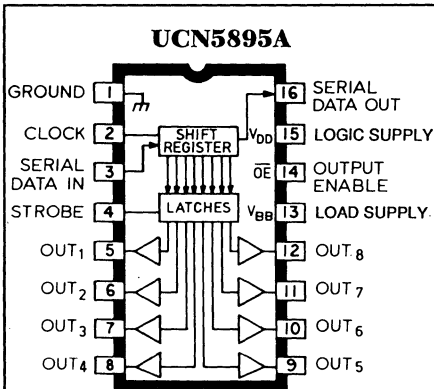 UCN5895A
GROUND 1 16 SERIAL DATA OUT
CLOCK 2 SHIFT REGISTER V_DD 15 LOGIC SUPPLY
SERIAL DATA IN 3 O̅E̅ 14 OUTPUT ENABLE
STROBE 4 LATCHES V_BB 13 LOAD SUPPLY
OUT₁ 5 12 OUT₈
OUT₂ 6 11 OUT₇
OUT₃ 7 10 OUT₆
OUT₄ 8 9 OUT₅